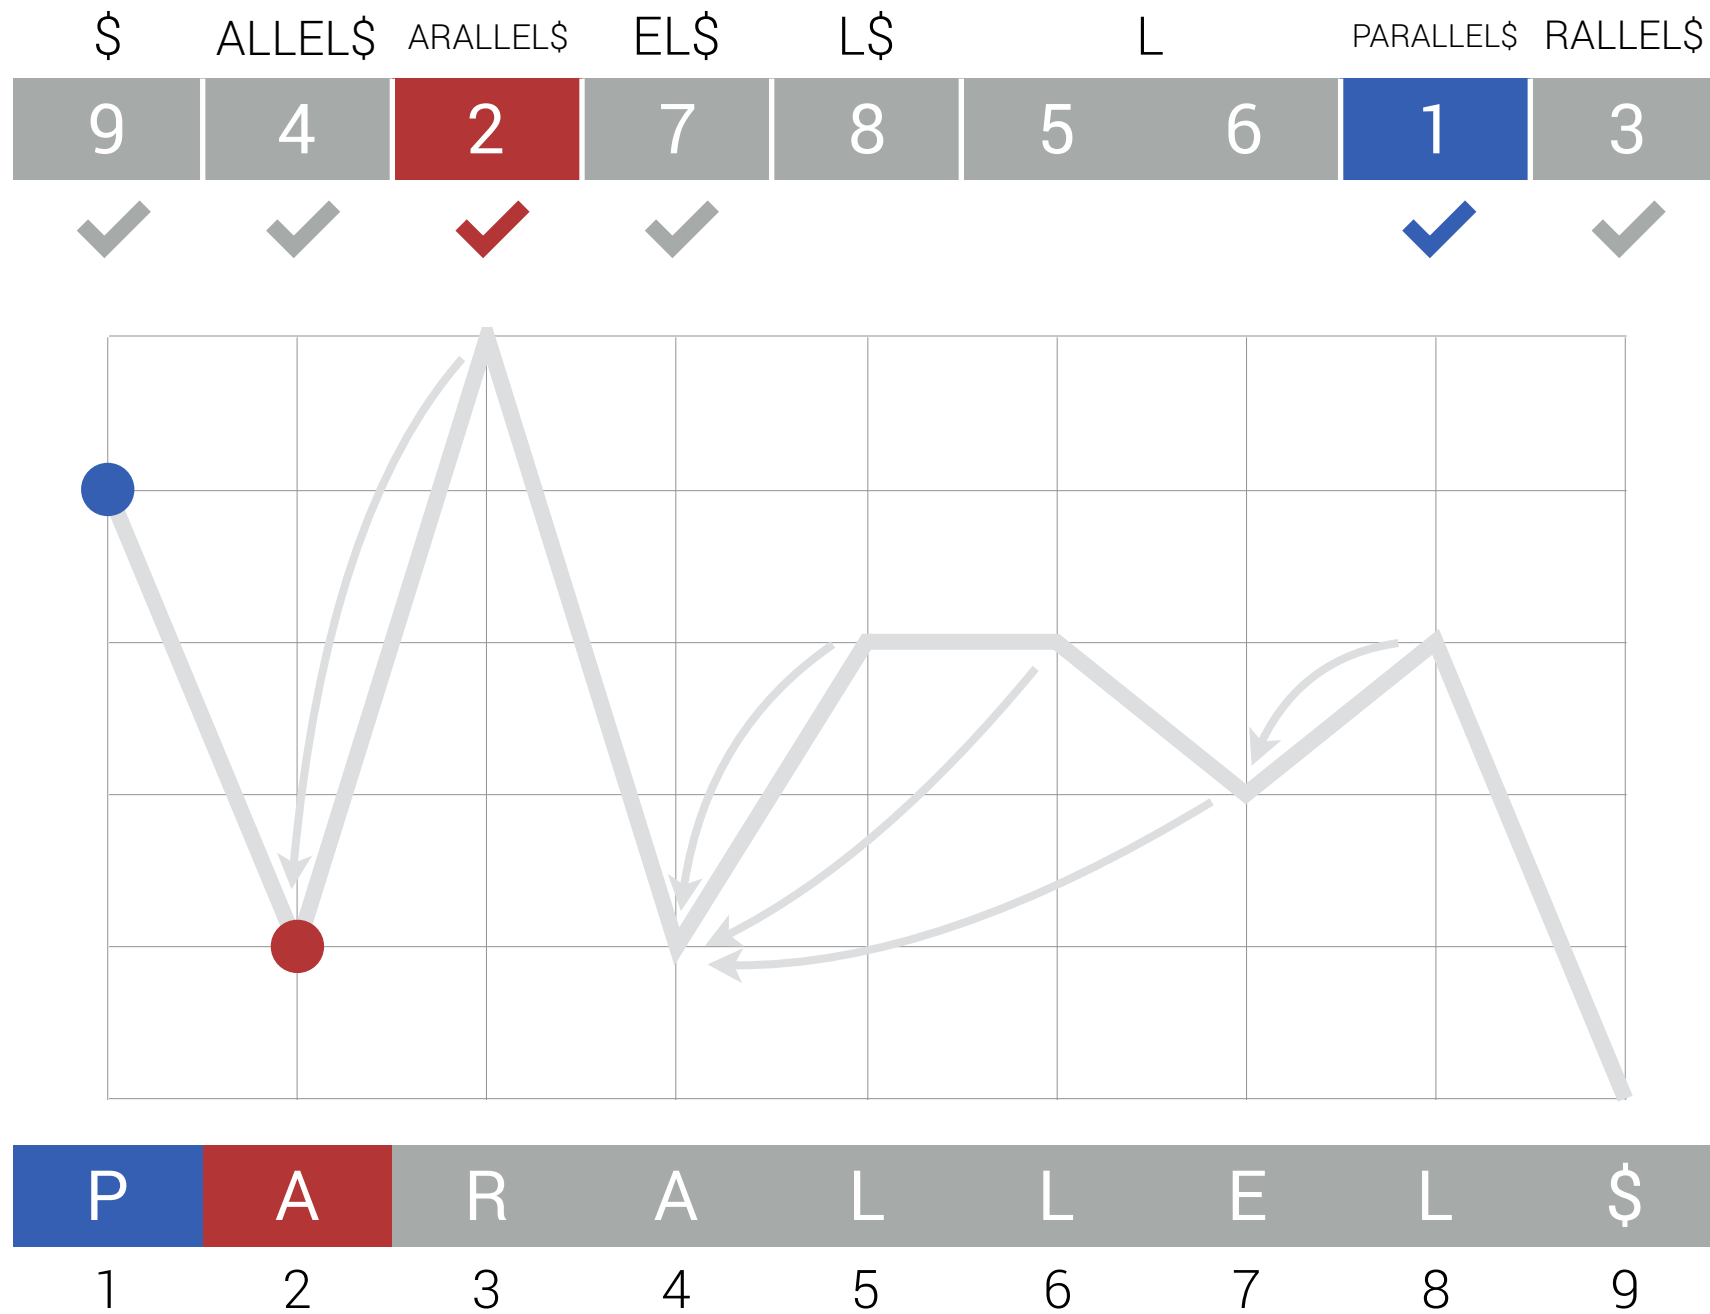 $ ALLEL$ ARALLEL$ EL$ L$ L PARALLEL$ RALLEL$
9 4 2 7 8 5 6 1 3
P A R A L L E L $
1 2 3 4 5 6 7 8 9